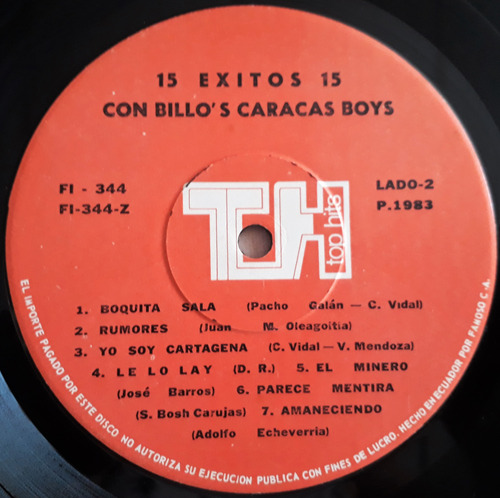 15 EXITOS 15
CON BILLO'S CARACAS BOYS
FI - 344
FI-344-Z
LADO-2
P.1983
TH
top hits
1. BOQUITA SALA (Pacho Galán — C. Vidal)
2. RUMORES (Juan M. Oleagoitia)
3. YO SOY CARTAGENA (C. Vidal — V. Mendoza)
4. LE LO LAY (D. R.) 5. EL MINERO
(José Barros) 6. PARECE MENTIRA
(S. Bosh Carujas) 7. AMANECIENDO
(Adolfo Echeverria)
EL IMPORTE PAGADO POR ESTE DISCO NO AUTORIZA SU EJECUCION PUBLICA CON FINES DE LUCRO. HECHO EN ECUADOR POR FAMOSO C.A.